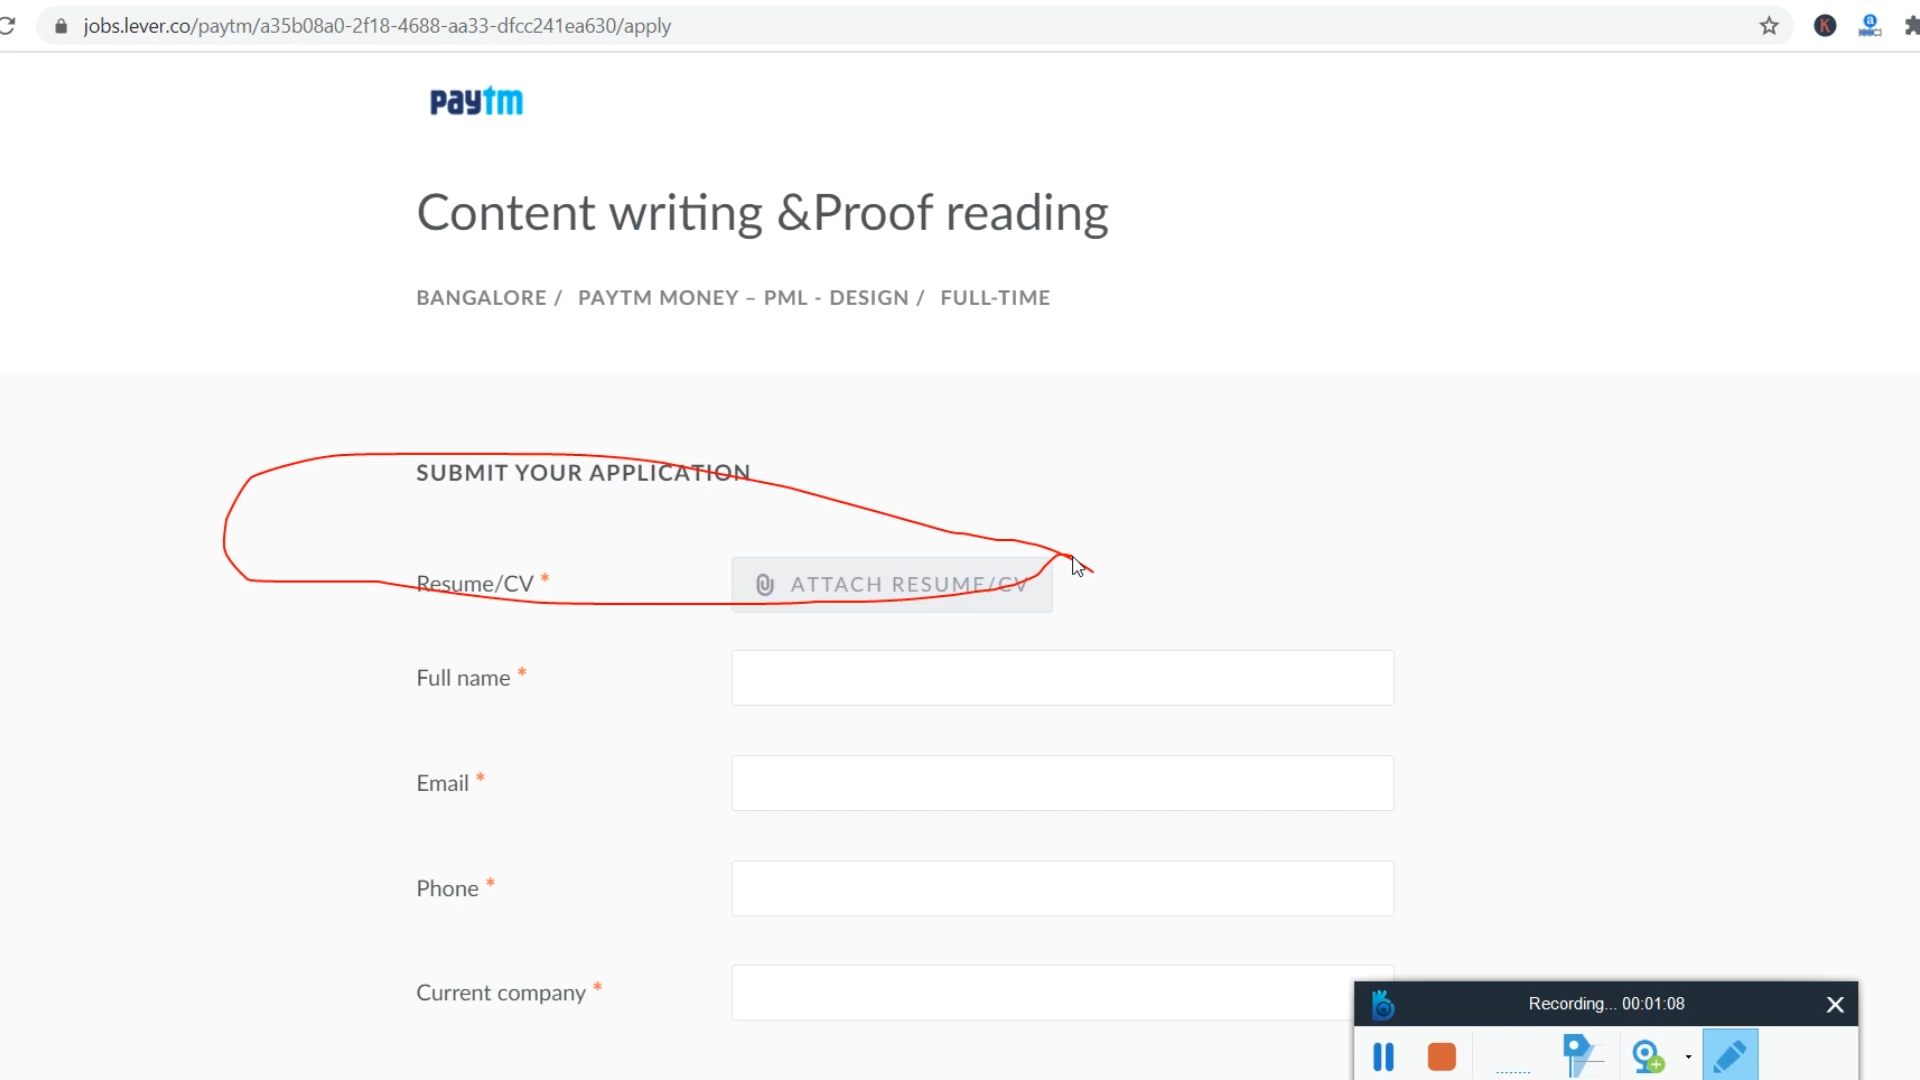 jobs.lever.co/paytm/a35b08a0-2f18-4688-aa33-dfcc241ea630/apply
paytm
Content writing &Proof reading
BANGALORE / PAYTM MONEY – PML - DESIGN / FULL-TIME
SUBMIT YOUR APPLICATION
Resume/CV *
ATTACH RESUME/CV
Full name *
Email *
Phone *
Current company *
Recording... 00:01:08